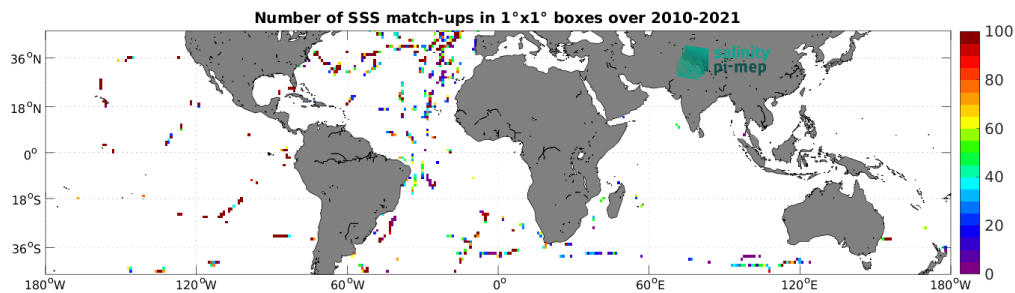 Number of SSS match-ups in 1°x1° boxes over 2010-2021
salinity
pi-mep
36°N
18°N
0°
18°S
36°S
180°W
120°W
60°W
0°
60°E
120°E
180°W
100
80
60
40
20
0